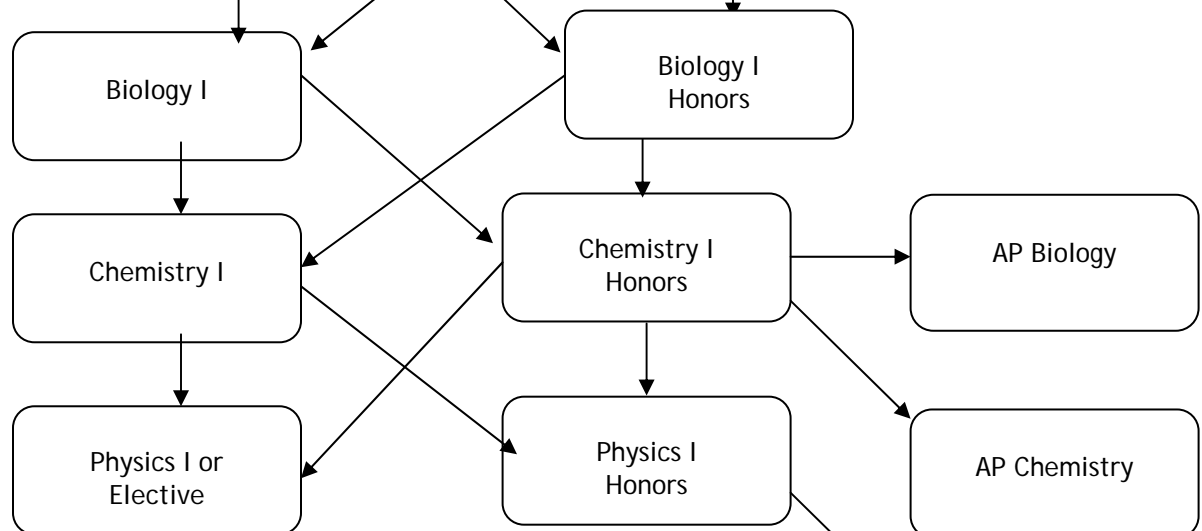 Biology I
Biology I
Honors
Chemistry I
Chemistry I
Honors
AP Biology
Physics I or
Elective
Physics I
Honors
AP Chemistry